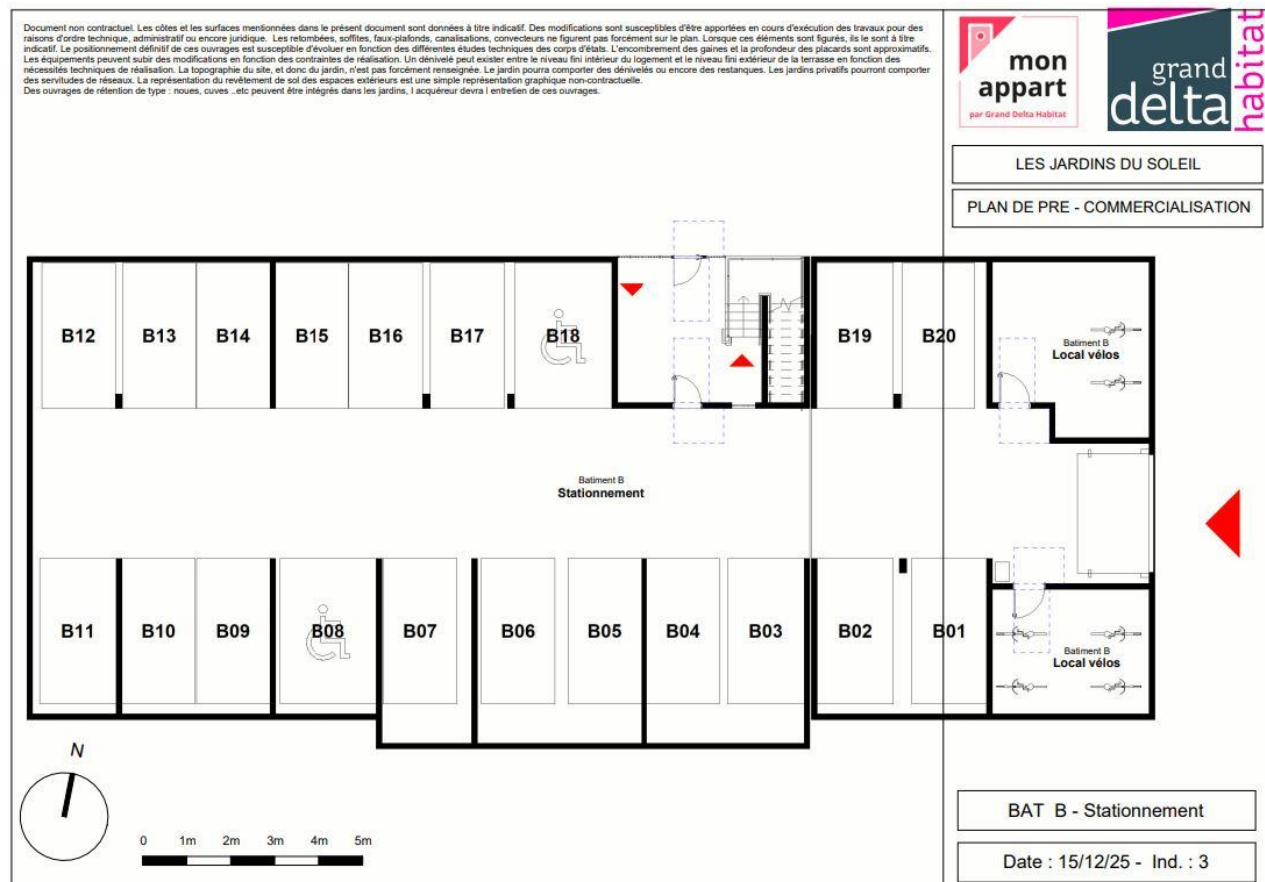 Document non contractuel. Les côtes et les surfaces mentionnées dans le présent document sont données à titre indicatif. Des modifications sont susceptibles d'être apportées en cours d'exécution des travaux pour des
raisons d'ordre technique, administratif ou encore juridique. Les retombées, soffites, faux-plafonds, canalisations, convecteurs ne figurent pas forcément sur le plan. Lorsque ces éléments sont figurés, ils le sont à titre
indicatif. Le positionnement définitif de ces ouvrages est susceptible d'évoluer en fonction des différentes études techniques des corps d'états. L'encombrement des gaines et la profondeur des placards sont approximatifs.
Les équipements peuvent subir des modifications en fonction des contraintes de réalisation. Un dénivelé peut exister entre le niveau fini intérieur du logement et le niveau fini extérieur de la terrasse en fonction des
nécessités techniques de réalisation. La topographie du site, et donc du jardin, n'est pas forcément renseignée. Le jardin pourra comporter des dénivelés ou encore des restanques. Les jardins privatifs pourront comporter
des servitudes de réseaux. La représentation du revêtement de sol des espaces extérieurs est une simple représentation graphique non-contractuelle.
Des ouvrages de rétention de type : noues, cuves ..etc peuvent être intégrés dans les jardins, l acquéreur devra l entretien de ces ouvrages.
mon
appart
par Grand Delta Habitat
grand
delta
habitat
LES JARDINS DU SOLEIL
PLAN DE PRE - COMMERCIALISATION
B12 B13 B14 B15 B16 B17 B18 B19 B20
Batiment B
Local vélos
Batiment B
Stationnement
B11 B10 B09 B08 B07 B06 B05 B04 B03 B02 B01
Batiment B
Local vélos
N
0 1m 2m 3m 4m 5m
BAT B - Stationnement
Date : 15/12/25 - Ind. : 3